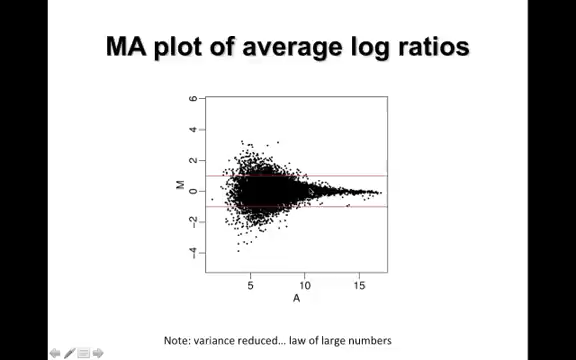 MA plot of average log ratios
6
4
2
0
−2
−4
M
5 10 15
A
Note: variance reduced... law of large numbers